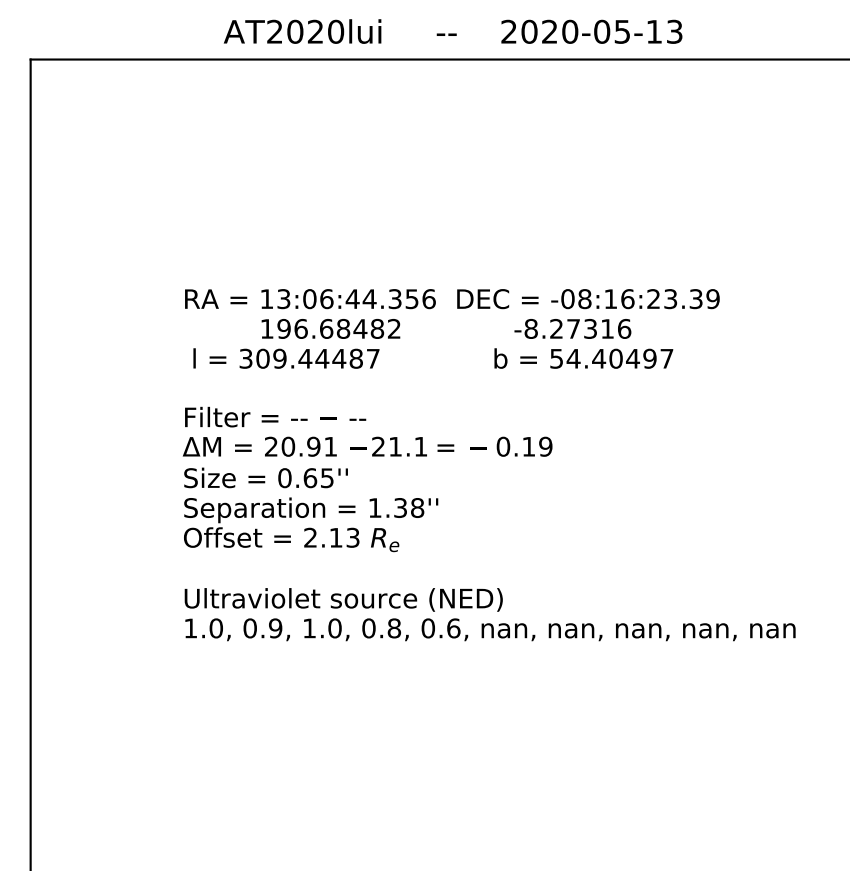 AT2020lui -- 2020-05-13
RA = 13:06:44.356 DEC = -08:16:23.39
196.68482 -8.27316
l = 309.44487 b = 54.40497
Filter = -- − --
ΔM = 20.91 −21.1 = − 0.19
Size = 0.65''
Separation = 1.38''
Offset = 2.13 Rₑ
Ultraviolet source (NED)
1.0, 0.9, 1.0, 0.8, 0.6, nan, nan, nan, nan, nan